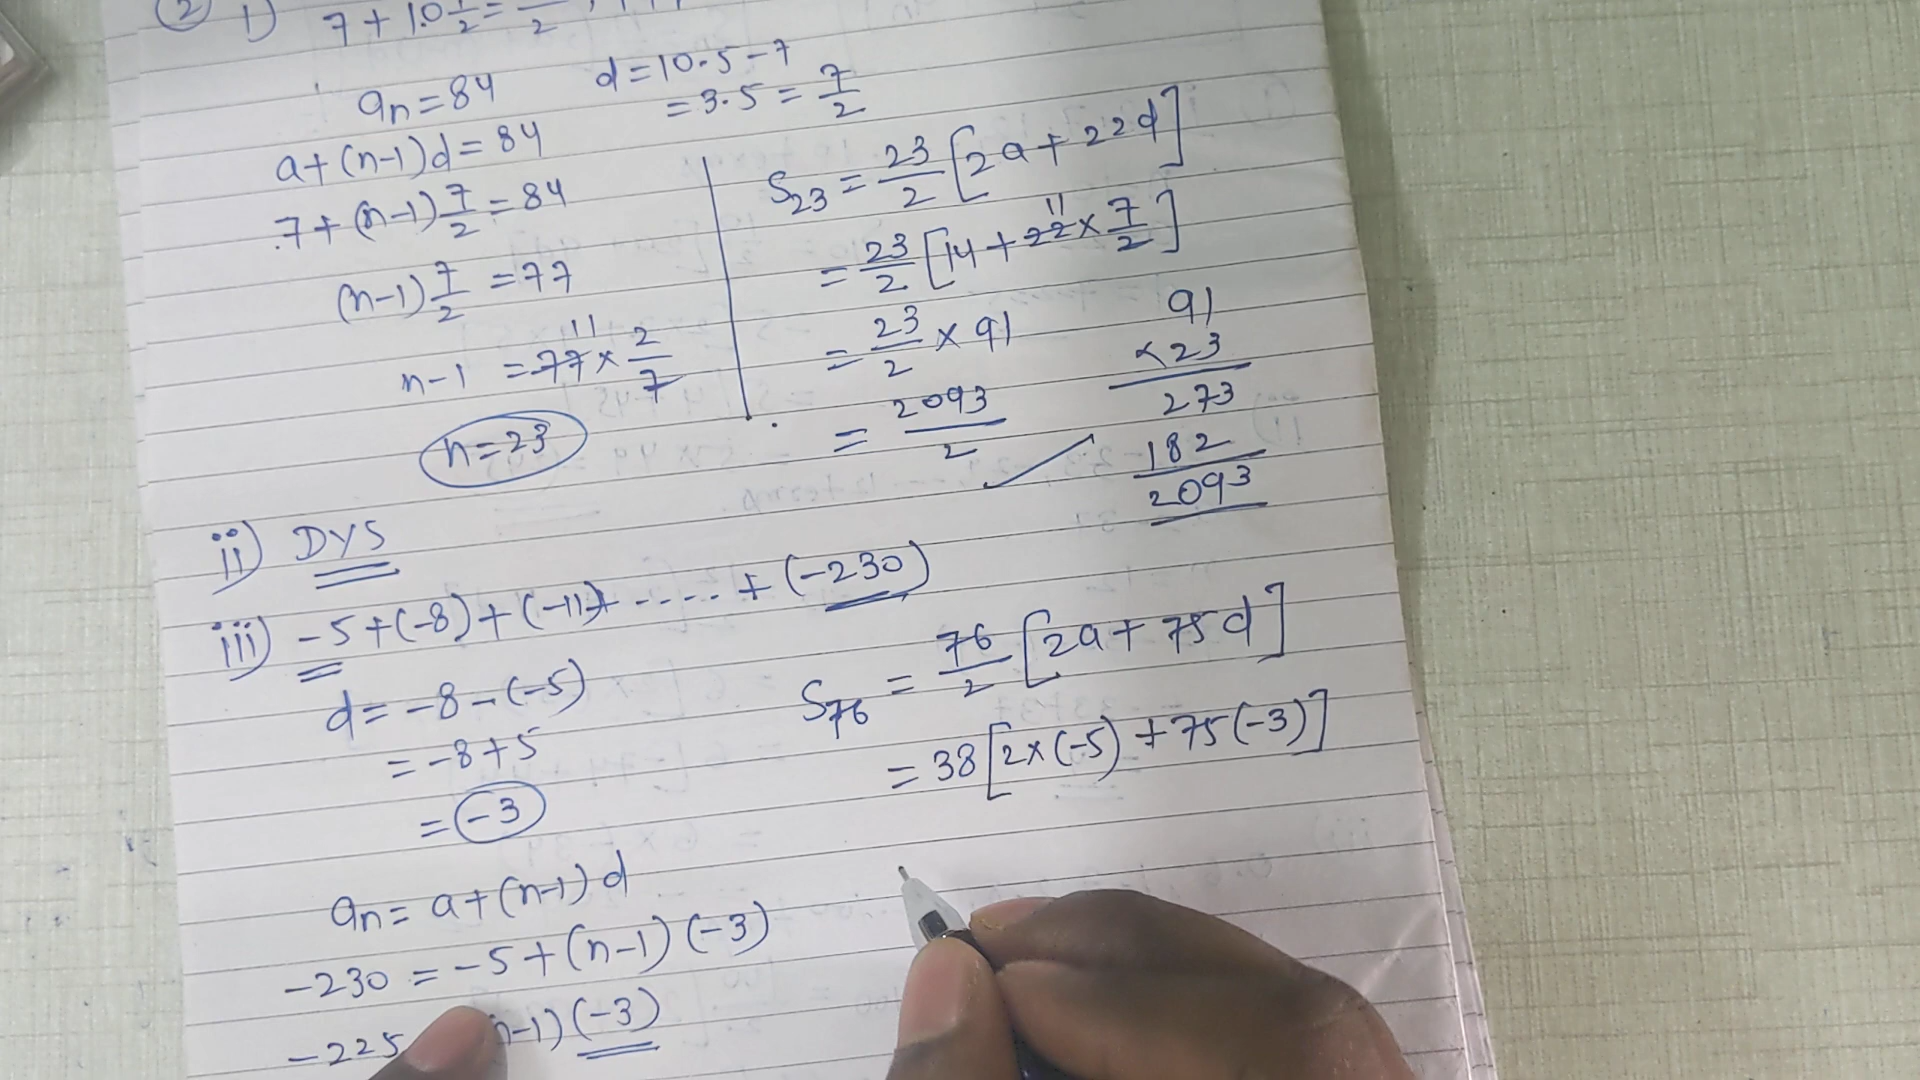 ② i) 7 + 10 1/2 =
aₙ = 84
a + (n-1)d = 84
7 + (n-1) 7/2 = 84
(n-1) 7/2 = 77
n-1 = 77 11 × 2/7
n = 23
d = 10.5 - 7
= 3.5 = 7/2
S₂₃ = 23/2 [2a + 22d]
= 23/2 [14 + 22 11 × 7/2]
= 23/2 × 91
= 2093/2
91
× 23
273
182
2093
ii) DYS
iii) -5 + (-8) + (-11) + ..... + (-230)
d = -8 - (-5)
= -8 + 5
= -3
aₙ = a + (n-1) d
-230 = -5 + (n-1) (-3)
-225 n-1) (-3)
S₇₆ = 76/2 [2a + 75d]
= 38 [2 × (-5) + 75 (-3)]